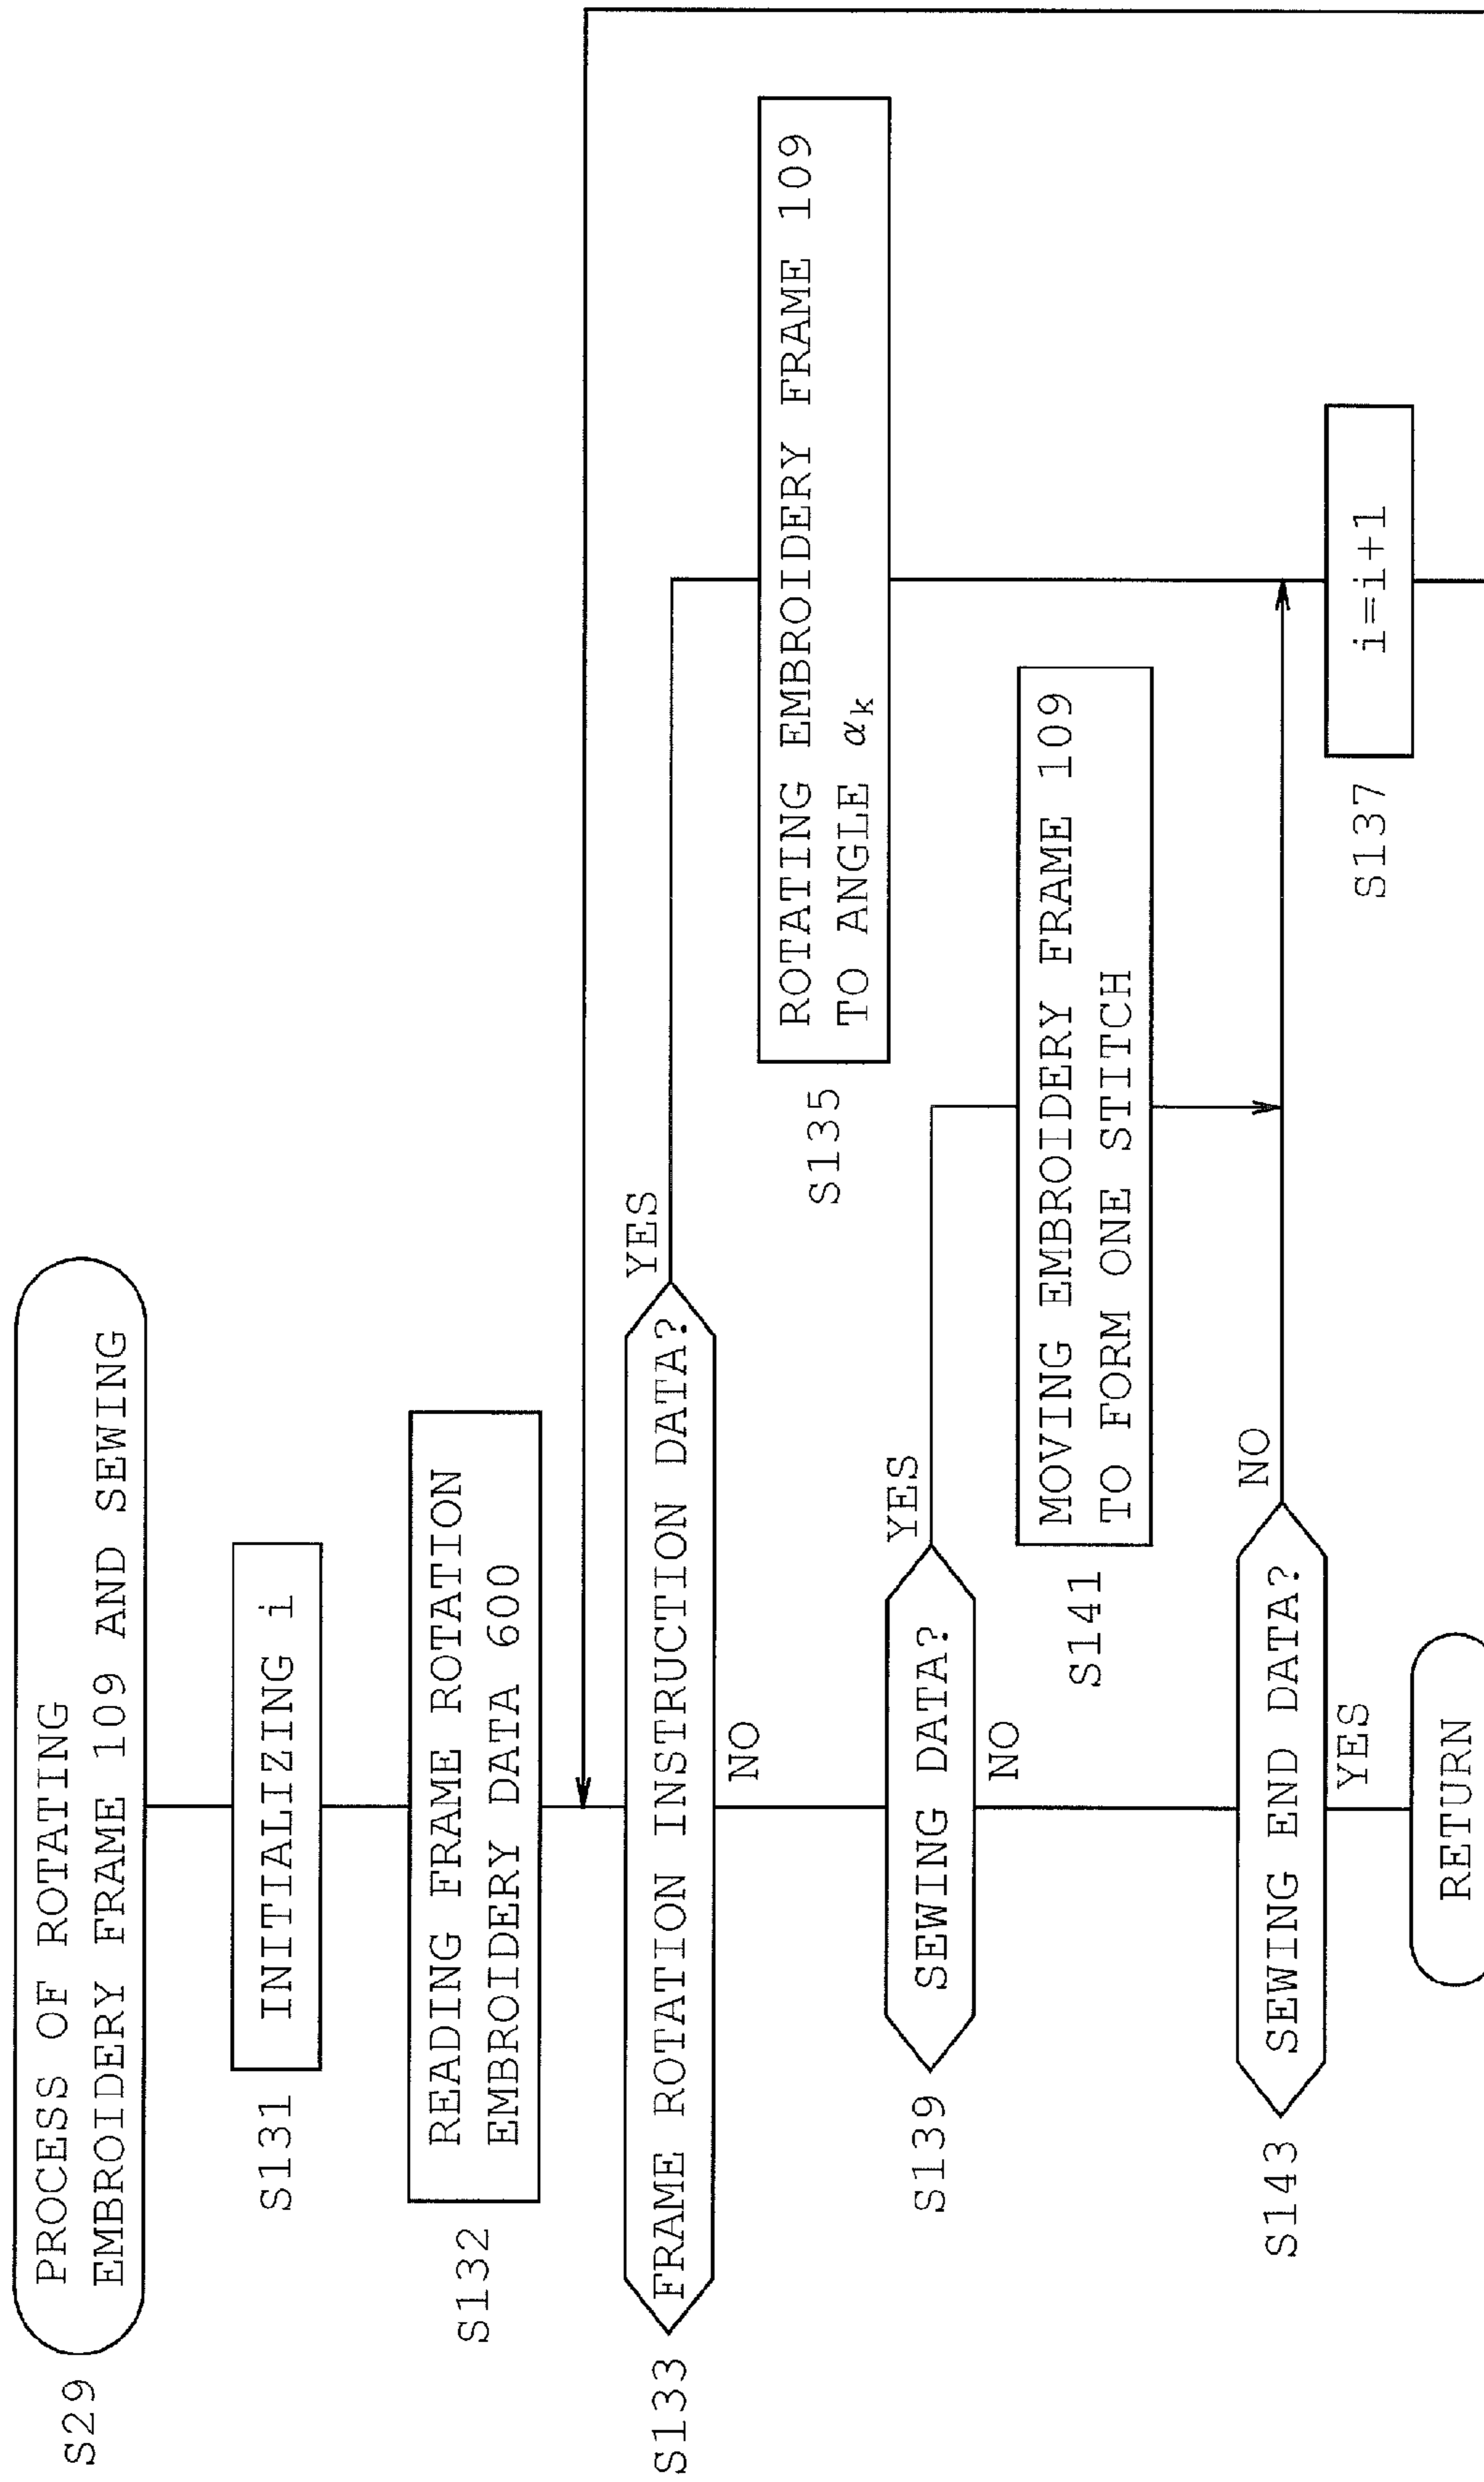 S29
PROCESS OF ROTATING
EMBROIDERY FRAME 109 AND SEWING
S131
INITIALIZING i
S132
READING FRAME ROTATION
EMBROIDERY DATA 600
S133
FRAME ROTATION INSTRUCTION DATA?
YES
NO
S135
ROTATING EMBROIDERY FRAME 109
TO ANGLE αk
S139
SEWING DATA?
YES
NO
S141
MOVING EMBROIDERY FRAME 109
TO FORM ONE STITCH
S143
SEWING END DATA?
NO
YES
S137
i=i+1
RETURN